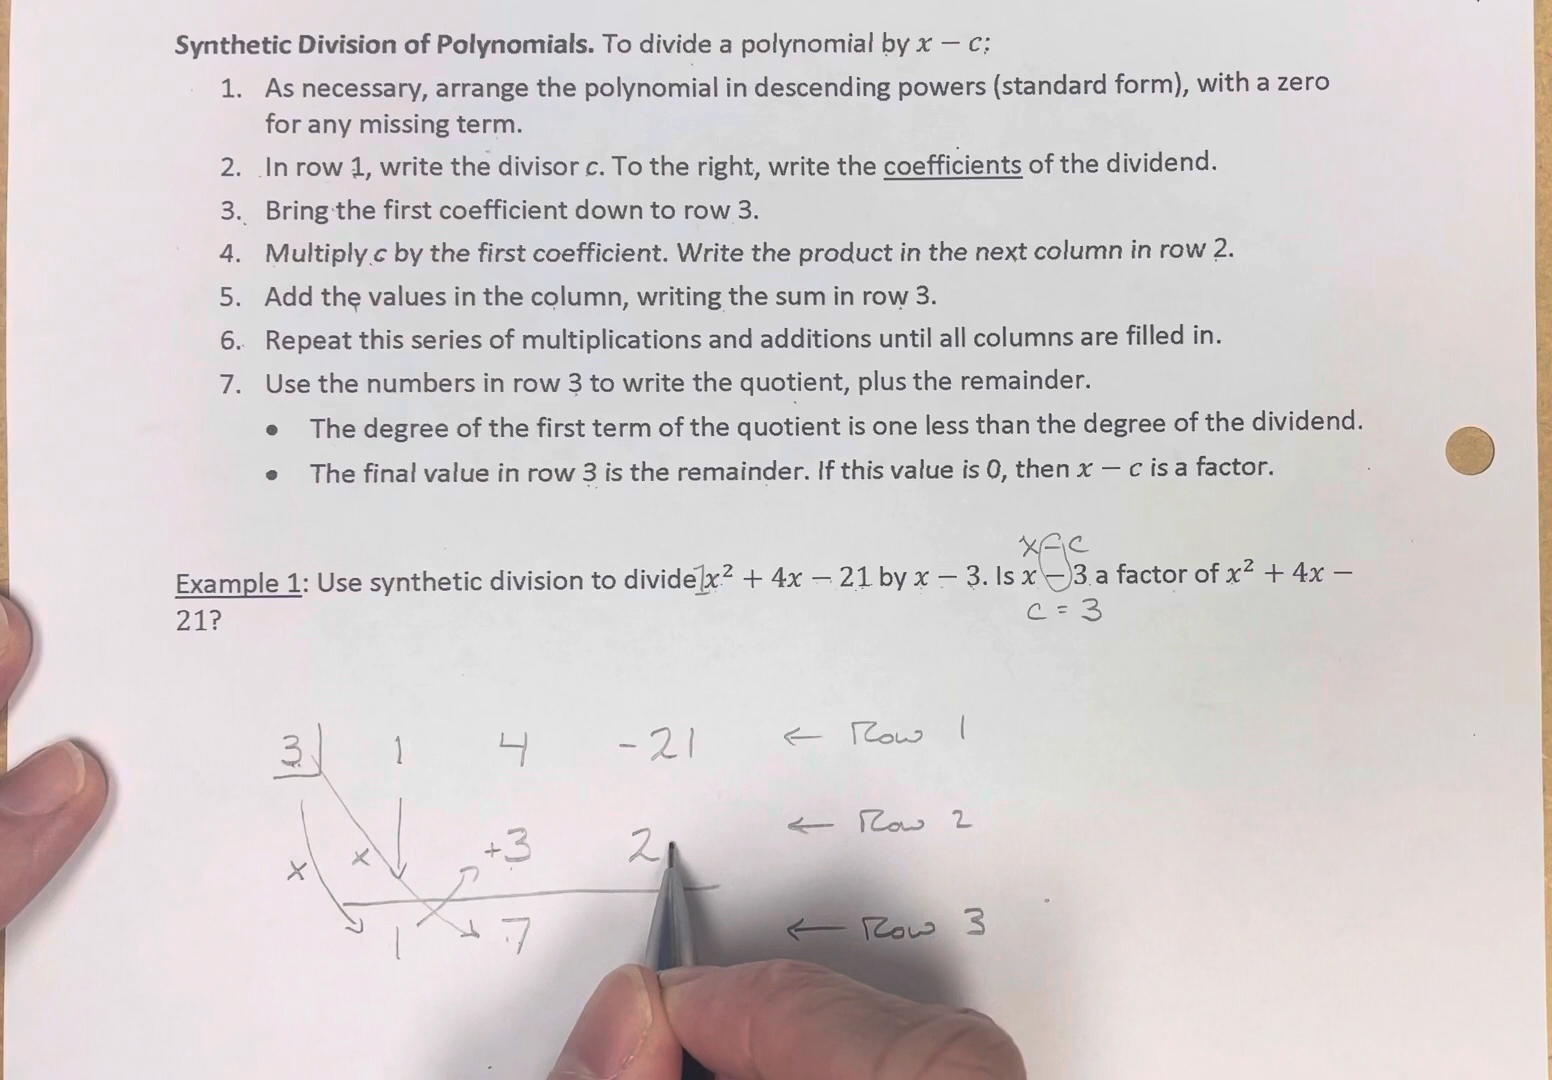 Synthetic Division of Polynomials. To divide a polynomial by x − c:
1. As necessary, arrange the polynomial in descending powers (standard form), with a zero
for any missing term.
2. In row 1, write the divisor c. To the right, write the coefficients of the dividend.
3. Bring the first coefficient down to row 3.
4. Multiply c by the first coefficient. Write the product in the next column in row 2.
5. Add the values in the column, writing the sum in row 3.
6. Repeat this series of multiplications and additions until all columns are filled in.
7. Use the numbers in row 3 to write the quotient, plus the remainder.
• The degree of the first term of the quotient is one less than the degree of the dividend.
• The final value in row 3 is the remainder. If this value is 0, then x − c is a factor.
x − c
Example 1: Use synthetic division to divide 1x² + 4x − 21 by x − 3. Is x − 3 a factor of x² + 4x −
21?
c = 3
3 1 4 -21 ← Row 1
x x +3 2 ← Row 2
1 7 ← Row 3